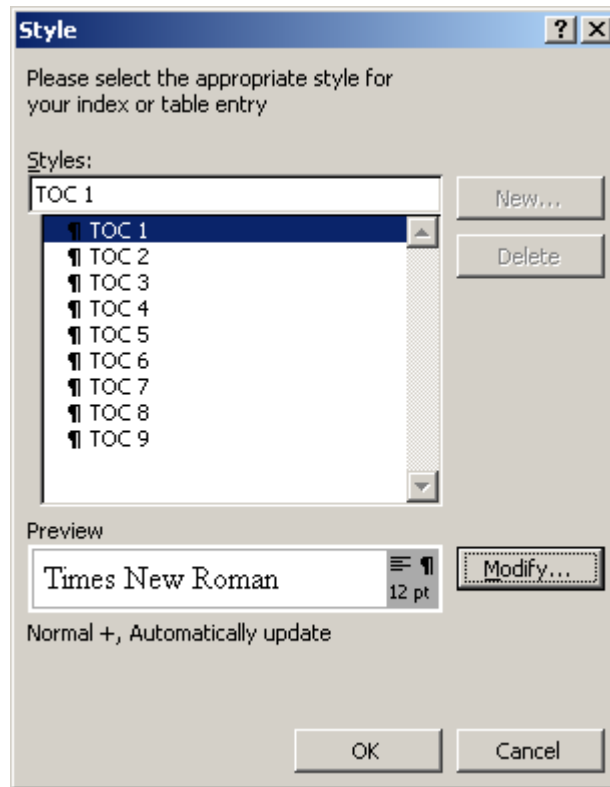 Style
Please select the appropriate style for
your index or table entry
Styles:
TOC 1
New...
¶ TOC 1
¶ TOC 2
Delete
¶ TOC 3
¶ TOC 4
¶ TOC 5
¶ TOC 6
¶ TOC 7
¶ TOC 8
¶ TOC 9
Preview
Times New Roman
¶
12 pt
Modify...
Normal +, Automatically update
OK
Cancel